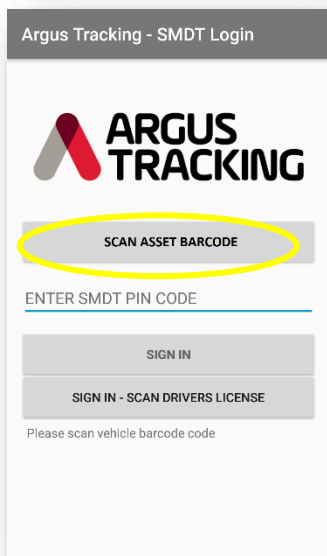 Argus Tracking - SMDT Login
ARGUS
TRACKING
SCAN ASSET BARCODE
ENTER SMDT PIN CODE
SIGN IN
SIGN IN - SCAN DRIVERS LICENSE
Please scan vehicle barcode code